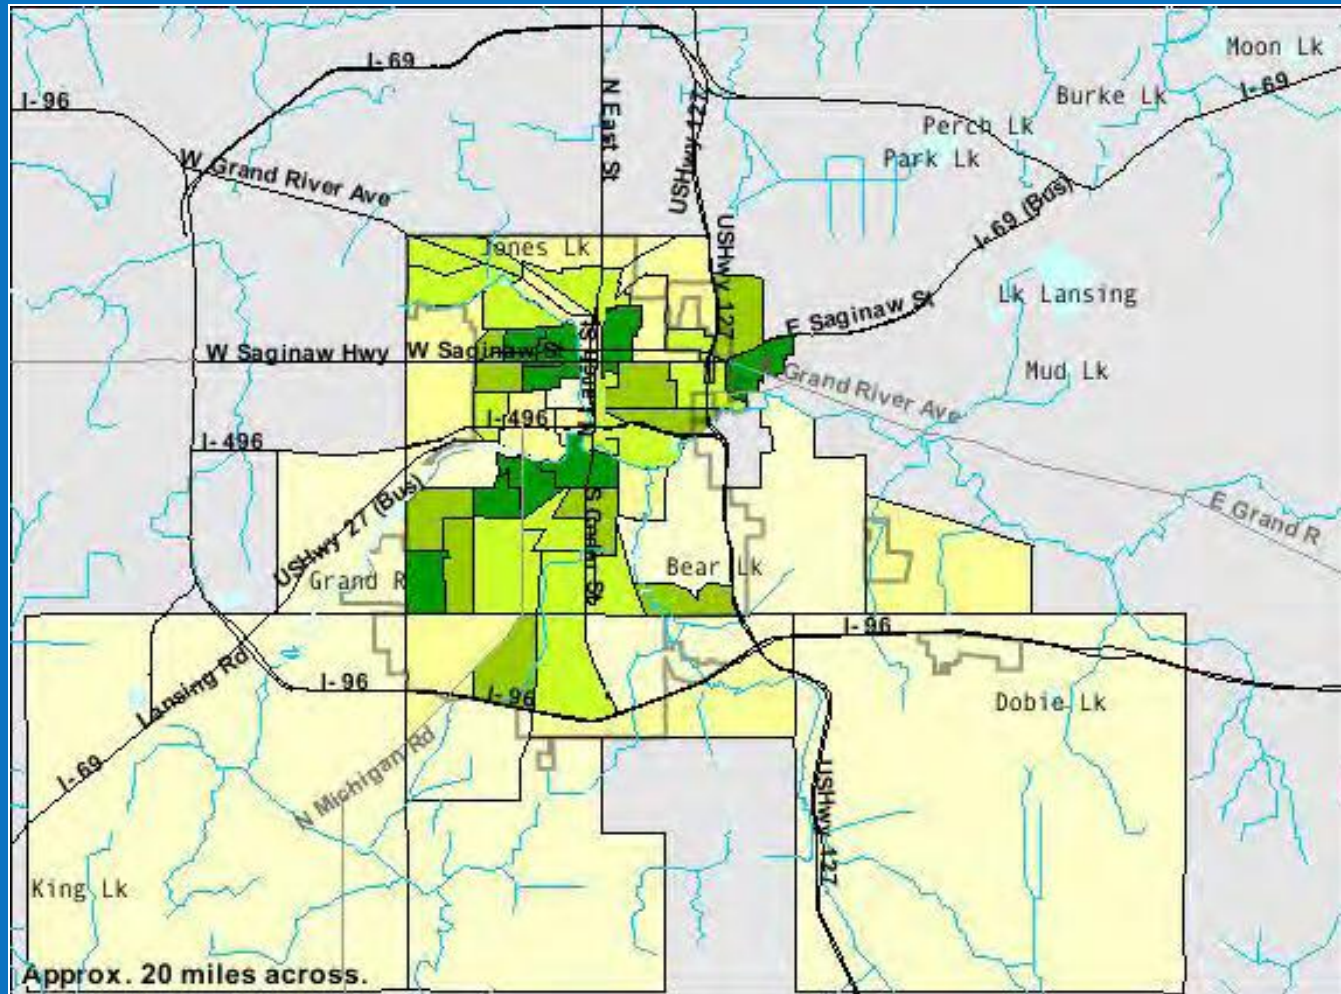 Moon Lk
I-69
I-69
I-96
Burke Lk
N East St
USHwy 127
Perch Lk
Park Lk
W Grand River Ave
I-69 (Bus)
USHwy 127
Jones Lk
Lk Lansing
E Saginaw St
W Saginaw Hwy
W Saginaw St
Mud Lk
Grand River Ave
I-496
I-496
E Grand R
USHwy 27 (Bus)
Bear Lk
Grand R
I-96
Lansing Rd
I-96
I-96
Dobie Lk
I-69
N Michigan Rd
USHwy 127
King Lk
Approx. 20 miles across.